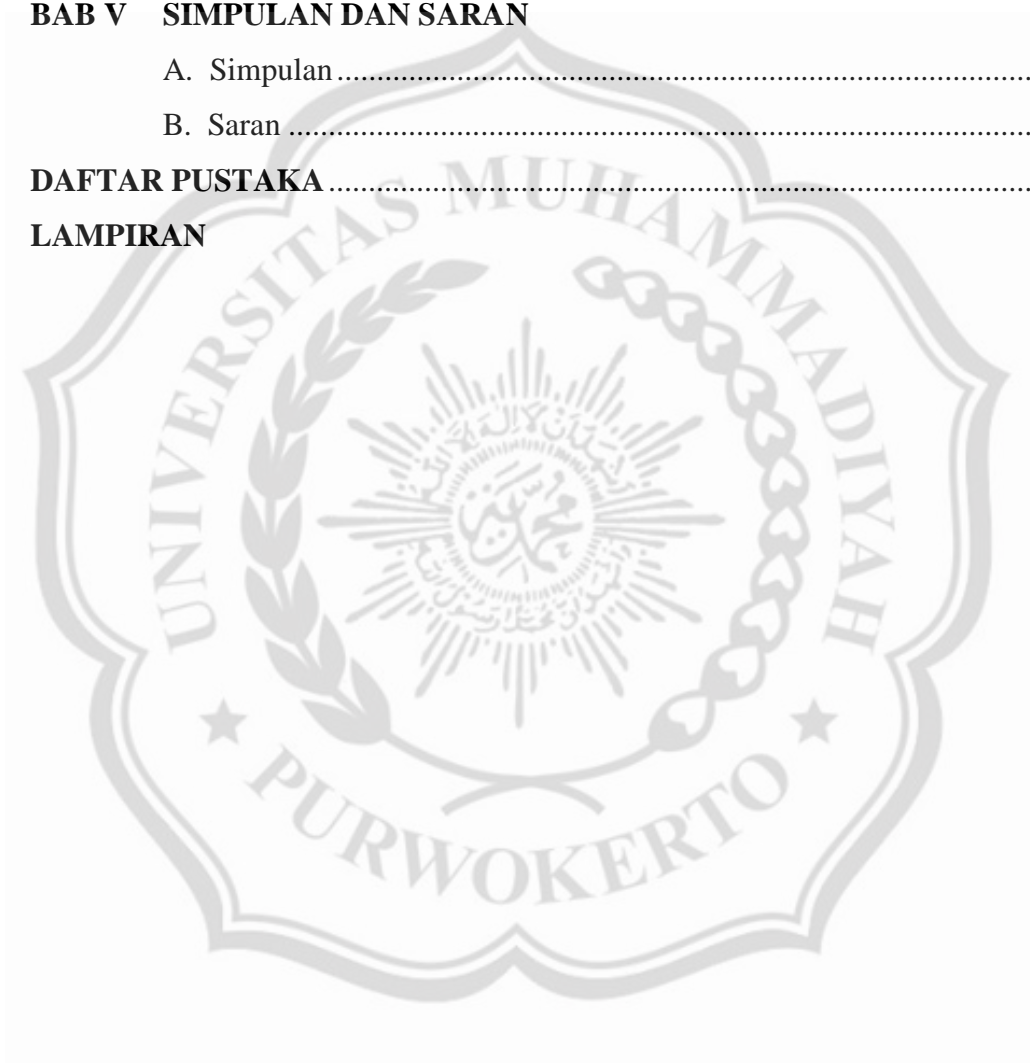 BAB V SIMPULAN DAN SARAN
A. Simpulan........................................................................................
B. Saran ..............................................................................................
DAFTAR PUSTAKA.........................................................................................
LAMPIRAN
UNIVERSITAS MUHAMMADIYAH
PURWOKERTO